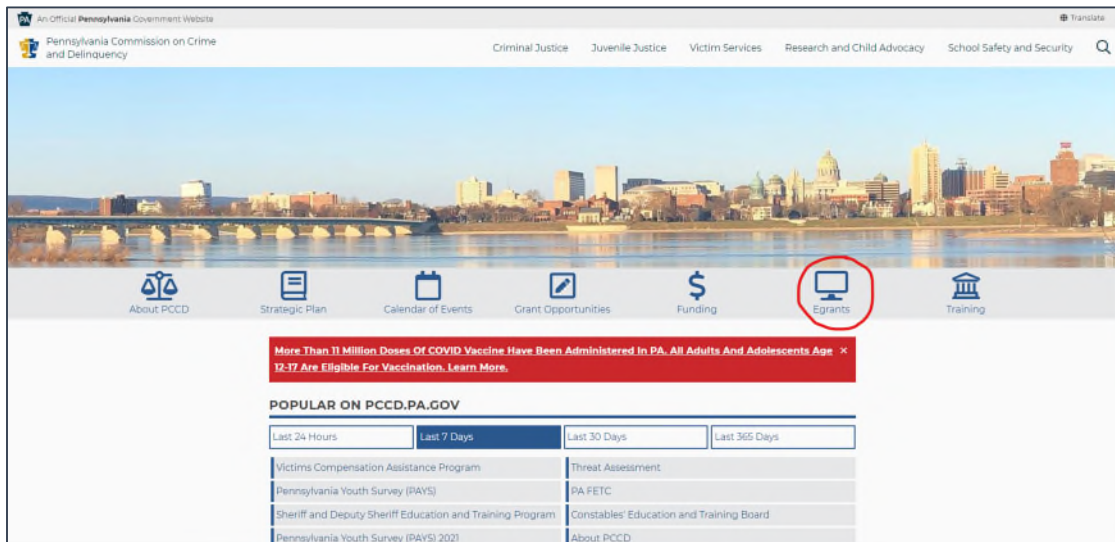 PA An Official Pennsylvania Government Website
Translate
Pennsylvania Commission on Crime
and Delinquency
Criminal Justice Juvenile Justice Victim Services Research and Child Advocacy School Safety and Security
About PCCD Strategic Plan Calendar of Events Grant Opportunities Funding Egrants Training
More Than 11 Million Doses Of COVID Vaccine Have Been Administered In PA. All Adults And Adolescents Age ×
12-17 Are Eligible For Vaccination. Learn More.
POPULAR ON PCCD.PA.GOV
Last 24 Hours Last 7 Days Last 30 Days Last 365 Days
Victims Compensation Assistance Program Threat Assessment
Pennsylvania Youth Survey (PAYS) PA FETC
Sheriff and Deputy Sheriff Education and Training Program Constables' Education and Training Board
Pennsylvania Youth Survey (PAYS) 2021 About PCCD